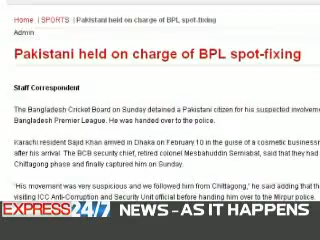 Home | SPORTS | Pakistani held on charge of BPL spot-fixing
Admin
Pakistani held on charge of BPL spot-fixing
Staff Correspondent
The Bangladesh Cricket Board on Sunday detained a Pakistani citizen for his suspected involveme
Bangladesh Premier League. He was handed over to the police.
Karachi resident Sajid Khan arrived in Dhaka on February 10 in the guise of a cosmetic business
after his arrival. The BCB security chief, retired colonel Mesbahuddin Serniabat, said that they had
Chittagong phase and finally captured him on Sunday.
"His movement was very suspicious and we followed him from Chittagong," he said adding that th
visiting ICC Anti-Corruption and Security Unit official before handing him over to the Mirpur police.
EXPRESS 24/7 NEWS - AS IT HAPPENS